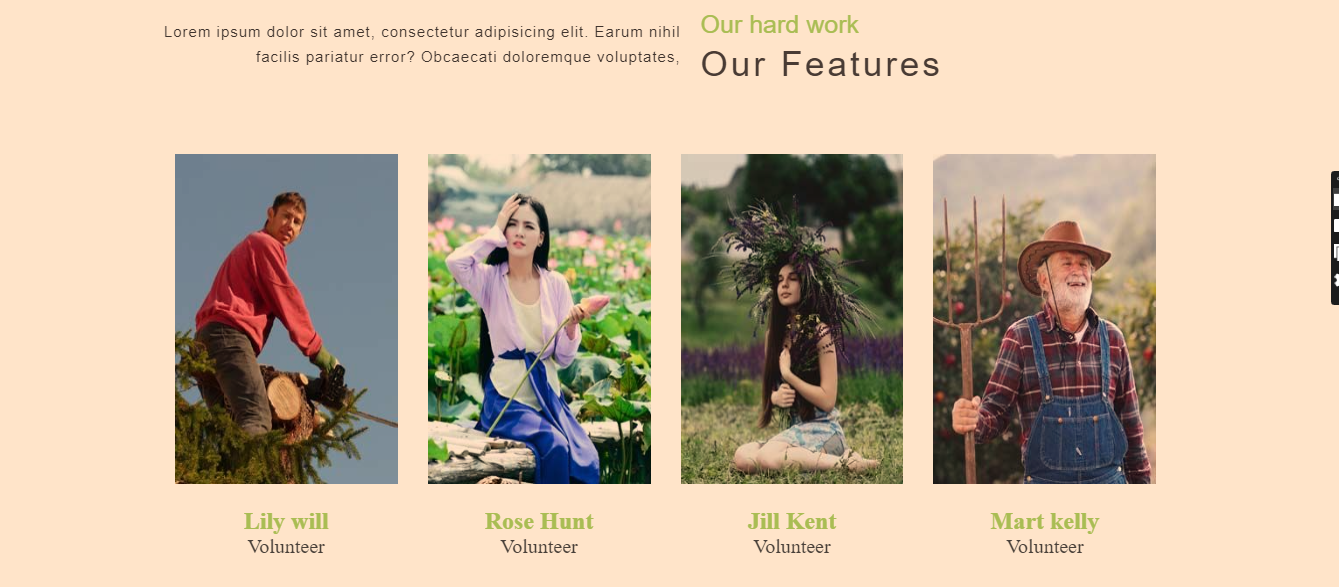 Lorem ipsum dolor sit amet, consectetur adipisicing elit. Earum nihil
facilis pariatur error? Obcaecati doloremque voluptates,
Our hard work
Our Features
Lily will
Volunteer
Rose Hunt
Volunteer
Jill Kent
Volunteer
Mart kelly
Volunteer